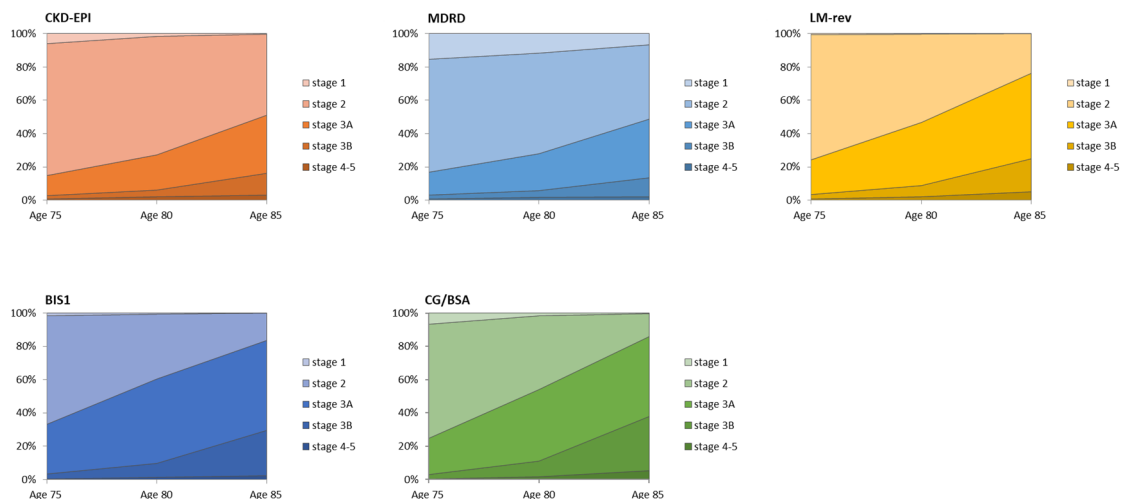 CKD-EPI
100%
80%
60%
40%
20%
0%
Age 75
Age 80
Age 85
stage 1
stage 2
stage 3A
stage 3B
stage 4-5
MDRD
100%
80%
60%
40%
20%
0%
Age 75
Age 80
Age 85
stage 1
stage 2
stage 3A
stage 3B
stage 4-5
LM-rev
100%
80%
60%
40%
20%
0%
Age 75
Age 80
Age 85
stage 1
stage 2
stage 3A
stage 3B
stage 4-5
BIS1
100%
80%
60%
40%
20%
0%
Age 75
Age 80
Age 85
stage 1
stage 2
stage 3A
stage 3B
stage 4-5
CG/BSA
100%
80%
60%
40%
20%
0%
Age 75
Age 80
Age 85
stage 1
stage 2
stage 3A
stage 3B
stage 4-5